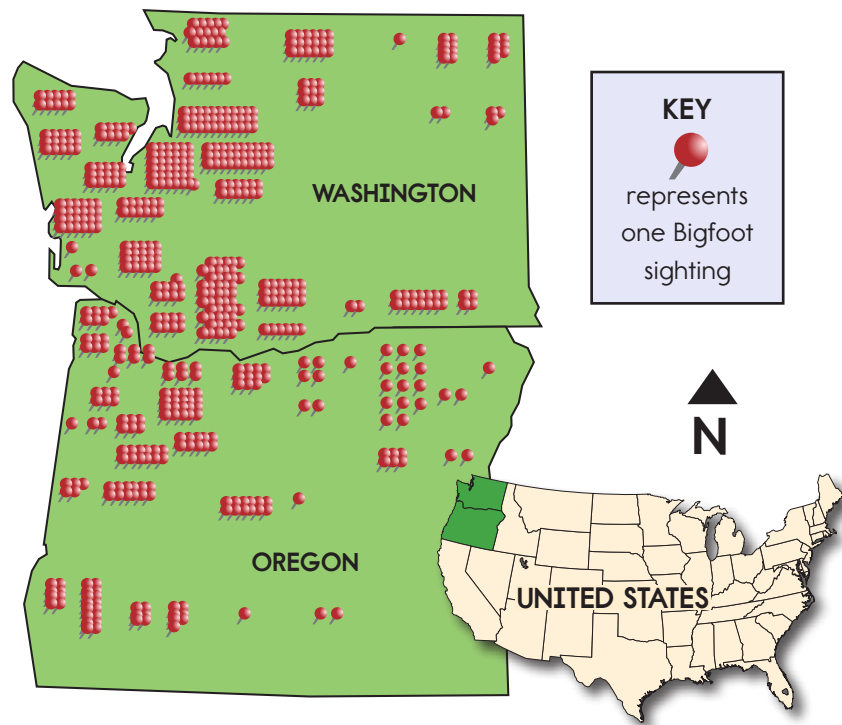 WASHINGTON
OREGON
KEY
represents
one Bigfoot
sighting
N
UNITED STATES